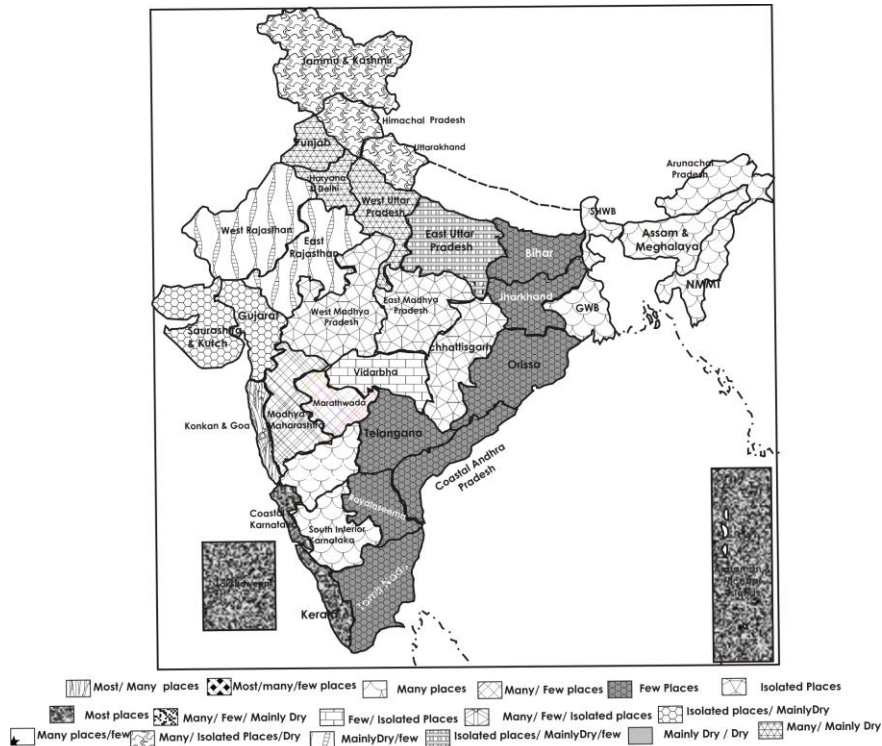 Jammu & Kashmir
Himachal Pradesh
Punjab
Uttarakhand
Haryana
& Delhi
Arunachal
Pradesh
West Uttar
Pradesh
SHWB
West Rajasthan
East
Rajasthan
East Uttar
Pradesh
Bihar
Assam &
Meghalaya
NMMT
Jharkhand
Gujarat
West Madhya
Pradesh
East Madhya
Pradesh
GWB
Saurashtra
& Kutch
chhattisgarh
Orissa
Vidarbha
Marathwada
Madhya
Maharashtra
Konkan & Goa
Telangana
Coastal Andhra
Pradesh
Rayalaseema
Coastal
Karnatak
South Interior
Karnataka
Tamil Nadu
Kerala
Most/ Many places
Most/many/few places
Many places
Many/ Few places
Few Places
Isolated Places
Most places
Many/ Few/ Mainly Dry
Few/ Isolated Places
Many/ Few/ Isolated places
Isolated places/ MainlyDry
Many places/few
Many/ Isolated Places/Dry
MainlyDry/few
Isolated places/ MainlyDry/few
Mainly Dry / Dry
Many/ Mainly Dry